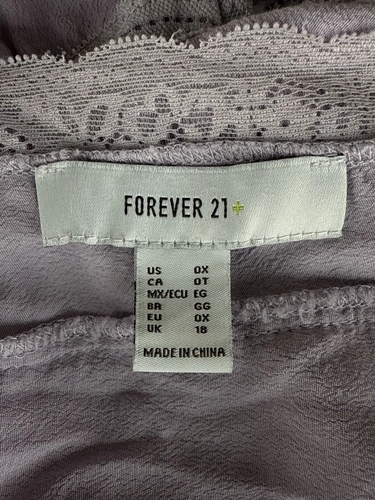 FOREVER 21+
US 0X
CA 0T
MX/ECU EG
BR GG
EU 0X
UK 18
MADE IN CHINA